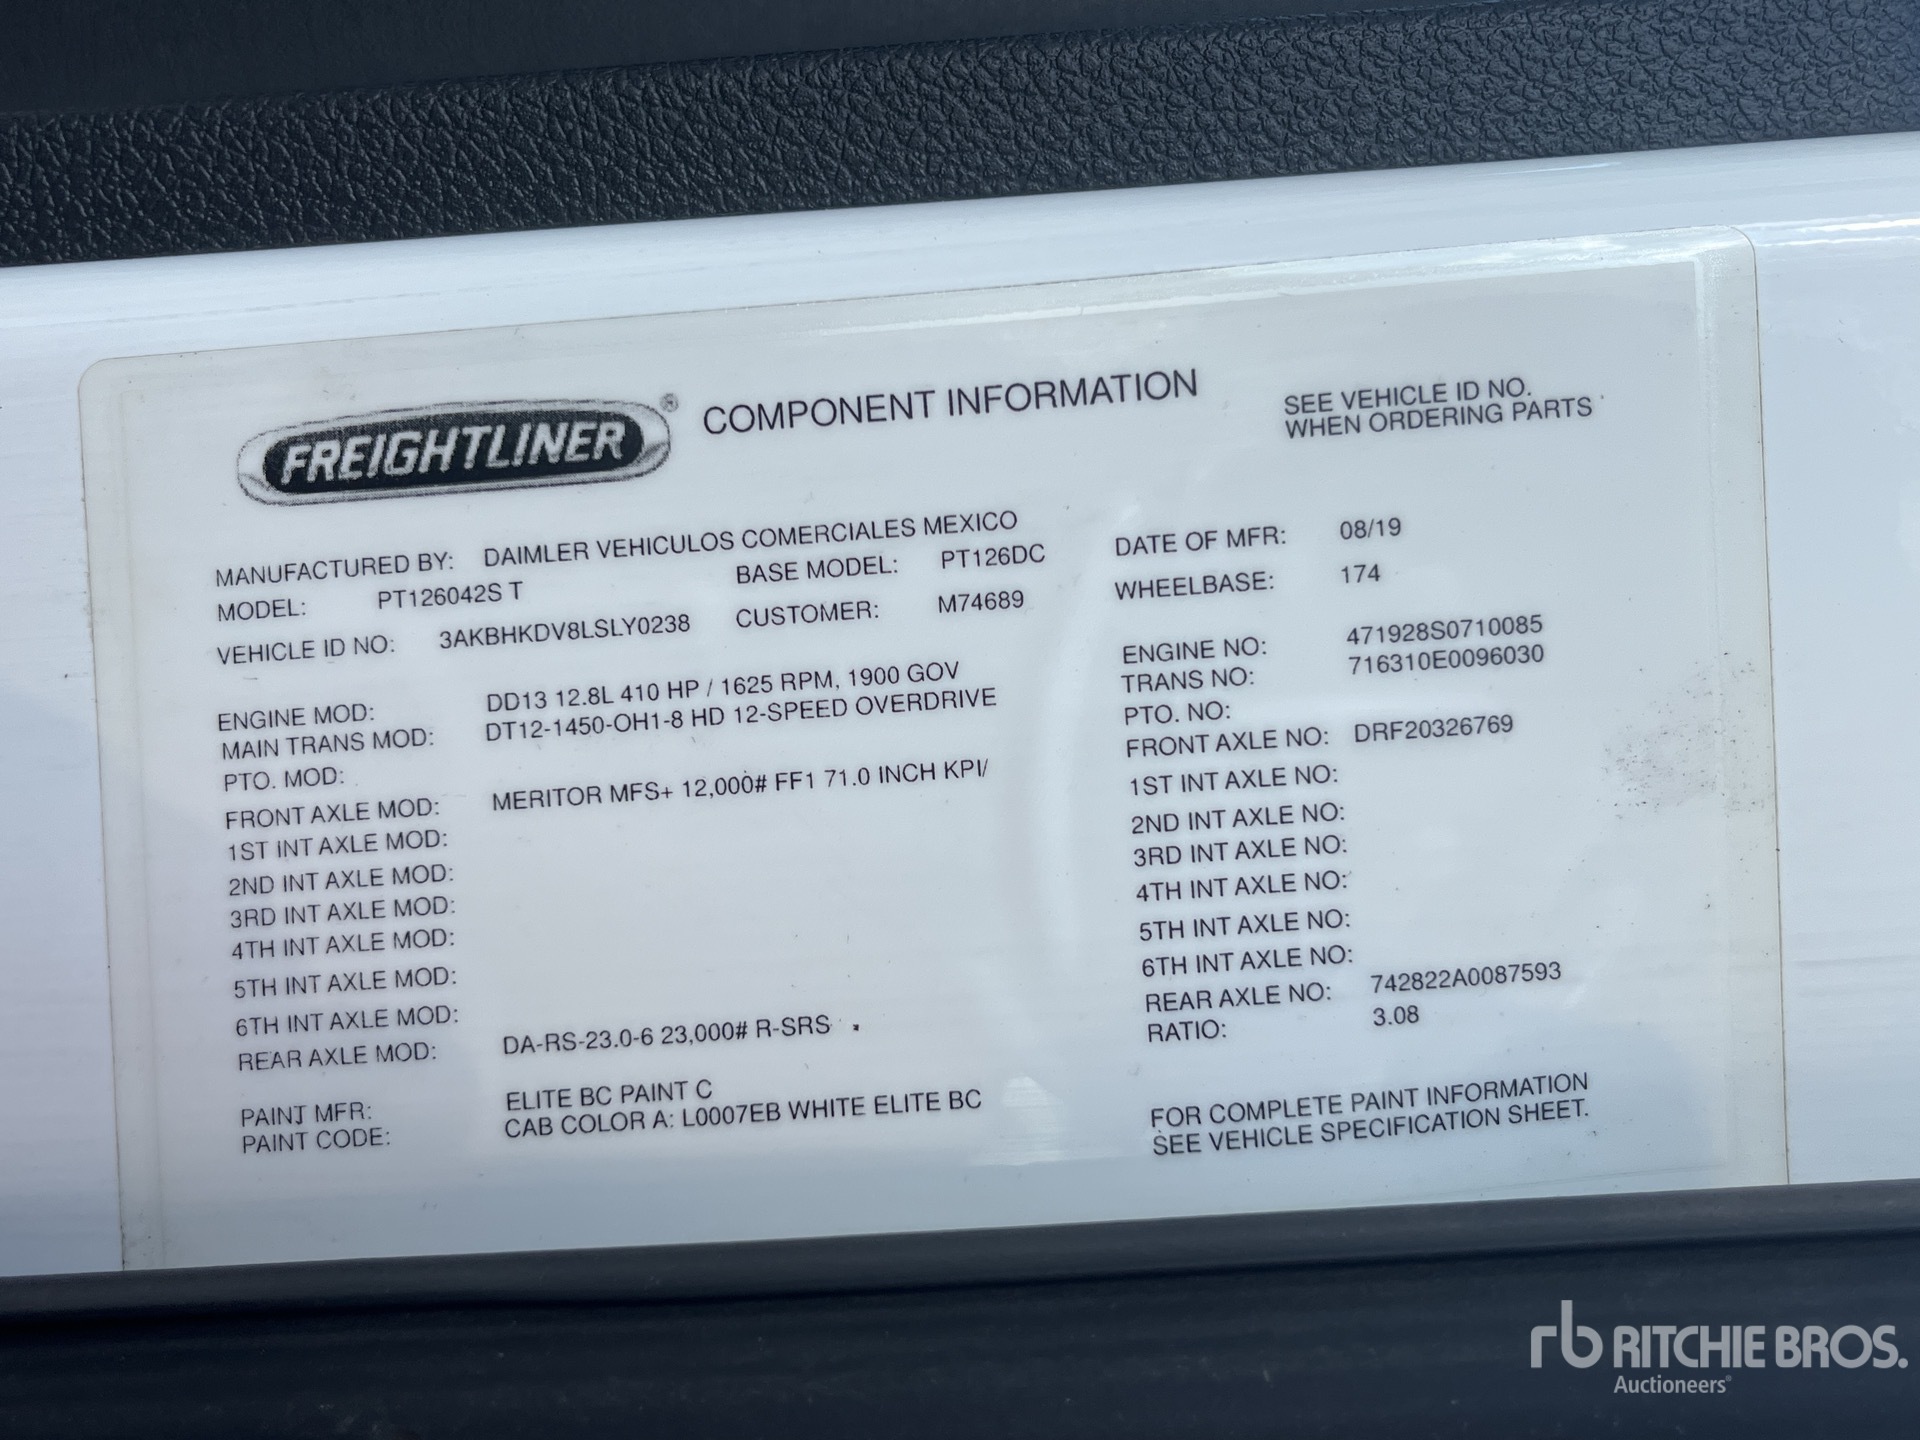 FREIGHTLINER ® COMPONENT INFORMATION
SEE VEHICLE ID NO.
WHEN ORDERING PARTS
MANUFACTURED BY: DAIMLER VEHICULOS COMERCIALES MEXICO
MODEL: PT126042S T BASE MODEL: PT126DC
VEHICLE ID NO: 3AKBHKDV8LSLY0238 CUSTOMER: M74689
DATE OF MFR: 08/19
WHEELBASE: 174
ENGINE MOD: DD13 12.8L 410 HP / 1625 RPM, 1900 GOV
MAIN TRANS MOD: DT12-1450-OH1-8 HD 12-SPEED OVERDRIVE
PTO. MOD:
FRONT AXLE MOD: MERITOR MFS+ 12,000# FF1 71.0 INCH KPI/
1ST INT AXLE MOD:
2ND INT AXLE MOD:
3RD INT AXLE MOD:
4TH INT AXLE MOD:
5TH INT AXLE MOD:
6TH INT AXLE MOD:
REAR AXLE MOD: DA-RS-23.0-6 23,000# R-SRS
PAINT MFR: ELITE BC PAINT C
PAINT CODE: CAB COLOR A: L0007EB WHITE ELITE BC
ENGINE NO: 471928S0710085
TRANS NO: 716310E0096030
PTO. NO:
FRONT AXLE NO: DRF20326769
1ST INT AXLE NO:
2ND INT AXLE NO:
3RD INT AXLE NO:
4TH INT AXLE NO:
5TH INT AXLE NO:
6TH INT AXLE NO:
REAR AXLE NO: 742822A0087593
RATIO: 3.08
FOR COMPLETE PAINT INFORMATION
SEE VEHICLE SPECIFICATION SHEET.
rb RITCHIE BROS.
Auctioneers®